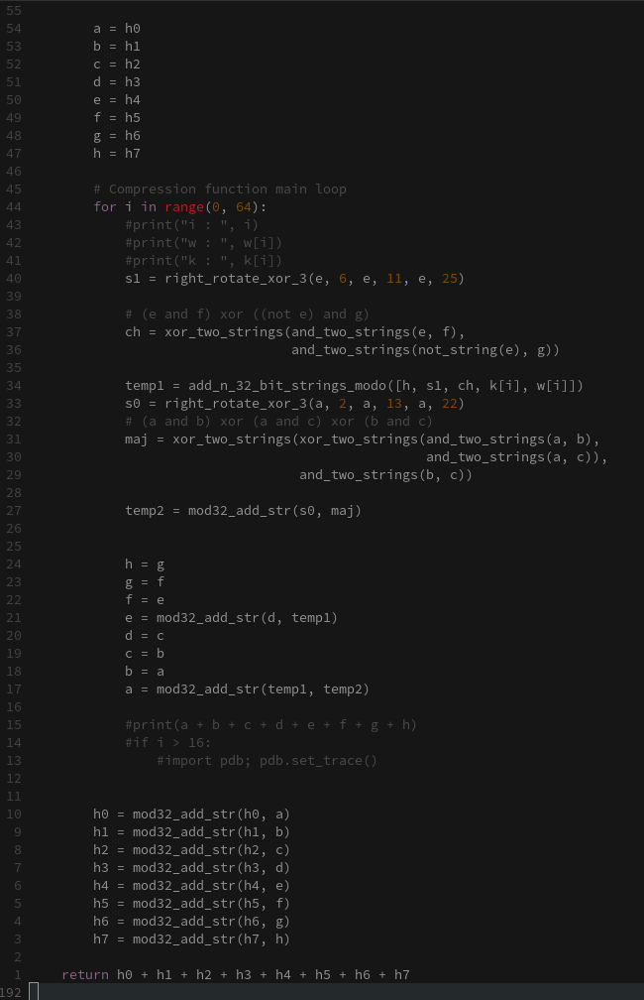 55
54         a = h0
53         b = h1
52         c = h2
51         d = h3
50         e = h4
49         f = h5
48         g = h6
47         h = h7
46
45         # Compression function main loop
44         for i in range(0, 64):
43             #print("i : ", i)
42             #print("w : ", w[i])
41             #print("k : ", k[i])
40             s1 = right_rotate_xor_3(e, 6, e, 11, e, 25)
39
38             # (e and f) xor ((not e) and g)
37             ch = xor_two_strings(and_two_strings(e, f),
36                                  and_two_strings(not_string(e), g))
35
34             temp1 = add_n_32_bit_strings_modo([h, s1, ch, k[i], w[i]])
33             s0 = right_rotate_xor_3(a, 2, a, 13, a, 22)
32             # (a and b) xor (a and c) xor (b and c)
31             maj = xor_two_strings(xor_two_strings(and_two_strings(a, b),
30                                                   and_two_strings(a, c)),
29                                   and_two_strings(b, c))
28
27             temp2 = mod32_add_str(s0, maj)
26
25
24             h = g
23             g = f
22             f = e
21             e = mod32_add_str(d, temp1)
20             d = c
19             c = b
18             b = a
17             a = mod32_add_str(temp1, temp2)
16
15             #print(a + b + c + d + e + f + g + h)
14             #if i > 16:
13                 #import pdb; pdb.set_trace()
12
11
10         h0 = mod32_add_str(h0, a)
9         h1 = mod32_add_str(h1, b)
8         h2 = mod32_add_str(h2, c)
7         h3 = mod32_add_str(h3, d)
6         h4 = mod32_add_str(h4, e)
5         h5 = mod32_add_str(h5, f)
4         h6 = mod32_add_str(h6, g)
3         h7 = mod32_add_str(h7, h)
2
1     return h0 + h1 + h2 + h3 + h4 + h5 + h6 + h7
192